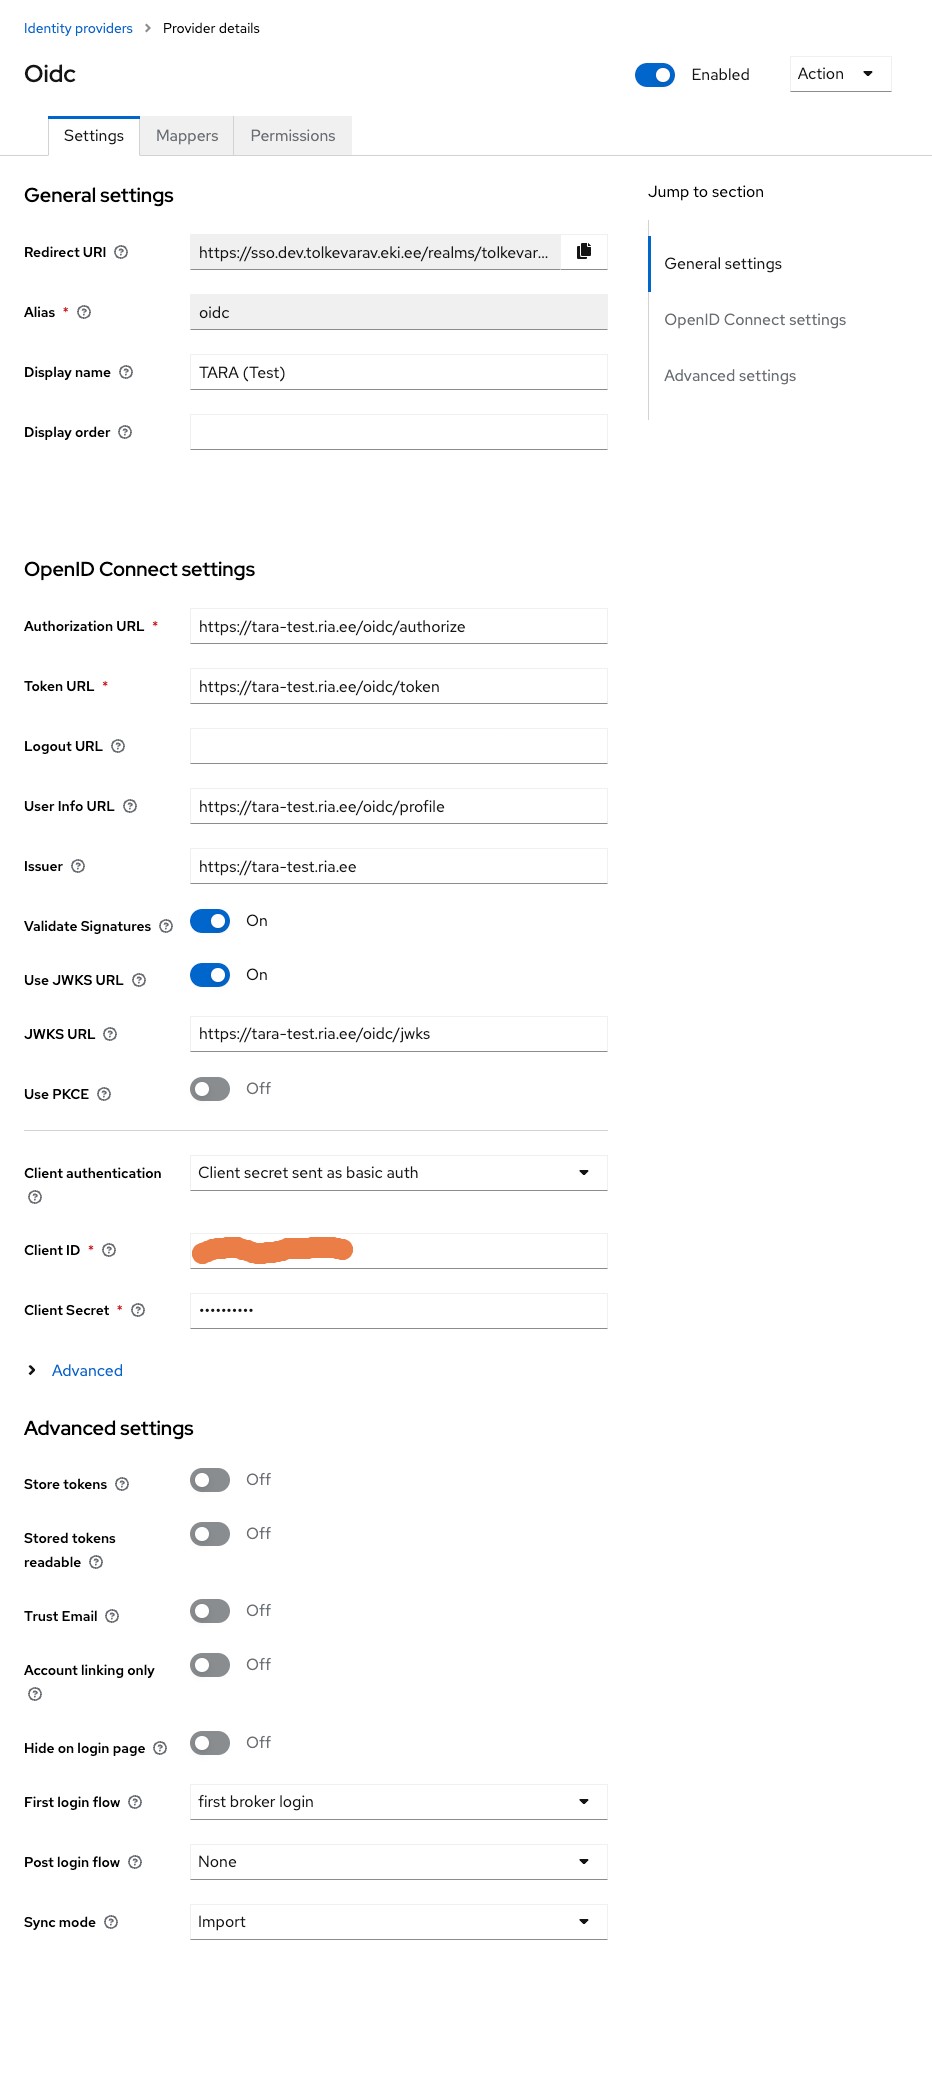 Identity providers > Provider details
Oidc
Enabled
Action
Settings
Mappers
Permissions
General settings
Redirect URI
https://sso.dev.tolkevarav.eki.ee/realms/tolkevar...
Alias *
oidc
Display name
TARA (Test)
Display order
Jump to section
General settings
OpenID Connect settings
Advanced settings
OpenID Connect settings
Authorization URL *
https://tara-test.ria.ee/oidc/authorize
Token URL *
https://tara-test.ria.ee/oidc/token
Logout URL
User Info URL
https://tara-test.ria.ee/oidc/profile
Issuer
https://tara-test.ria.ee
Validate Signatures
On
Use JWKS URL
On
JWKS URL
https://tara-test.ria.ee/oidc/jwks
Use PKCE
Off
Client authentication
Client secret sent as basic auth
Client ID *
Client Secret *
••••••••••
Advanced
Advanced settings
Store tokens
Off
Stored tokens
readable
Off
Trust Email
Off
Account linking only
Off
Hide on login page
Off
First login flow
first broker login
Post login flow
None
Sync mode
Import